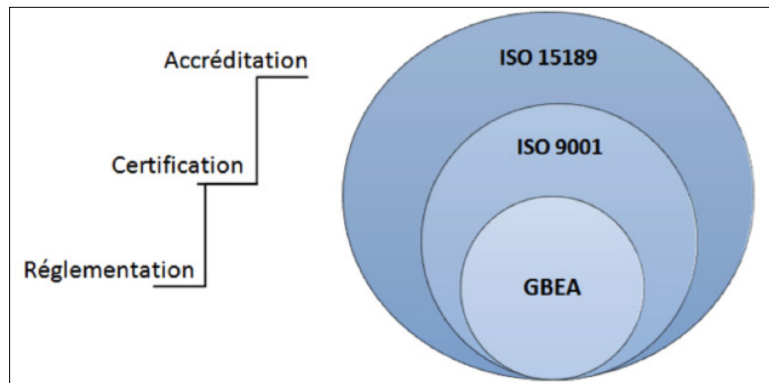 Accréditation
Certification
Réglementation
ISO 15189
ISO 9001
GBEA